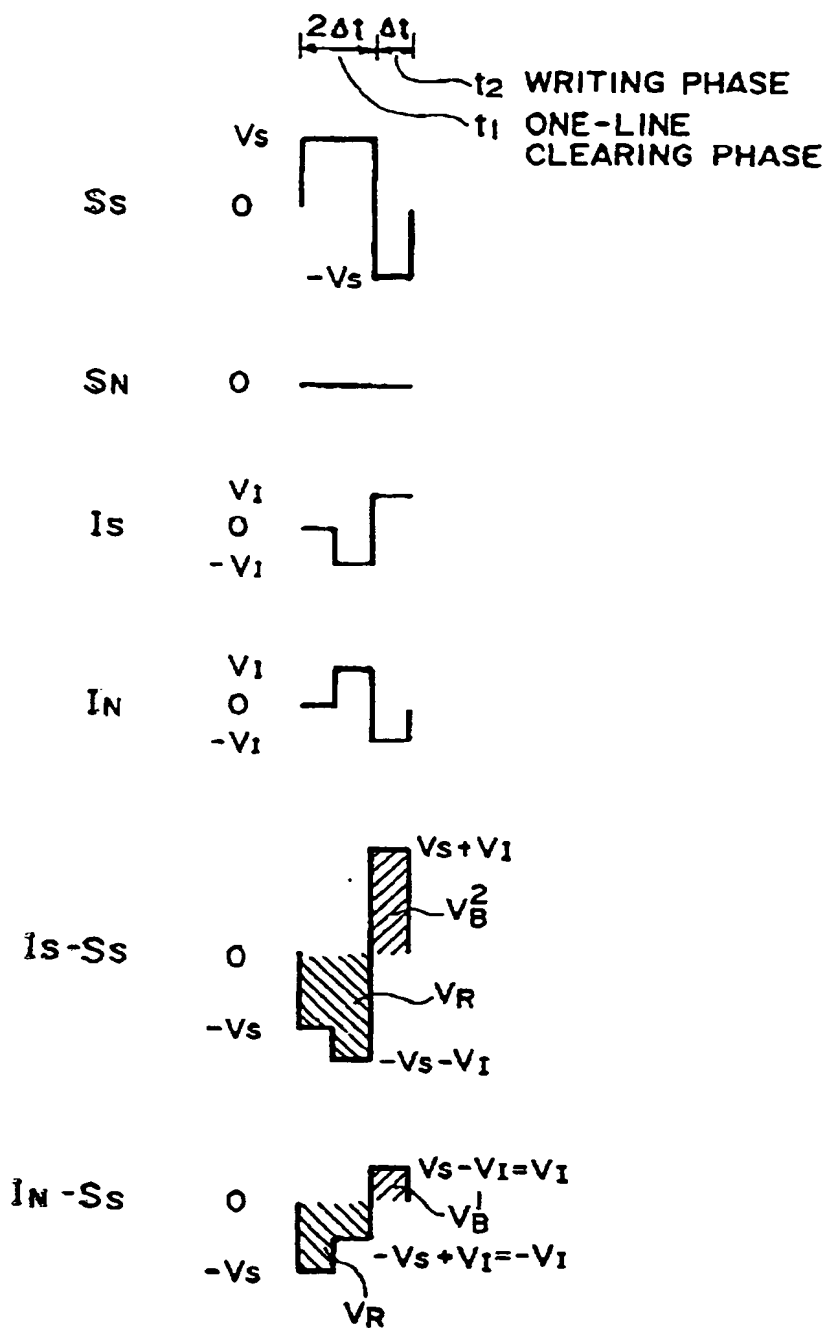 2Δt Δt
t2 WRITING PHASE
t1 ONE-LINE
CLEARING PHASE
Vs
Ss 0
-Vs
SN 0
VI
Is 0
-VI
VI
IN 0
-VI
Vs+VI
VB2
Is-Ss 0
VR
-Vs
-Vs-VI
Vs-VI=VI
IN-Ss 0
VB1
-Vs+VI=-VI
-Vs
VR